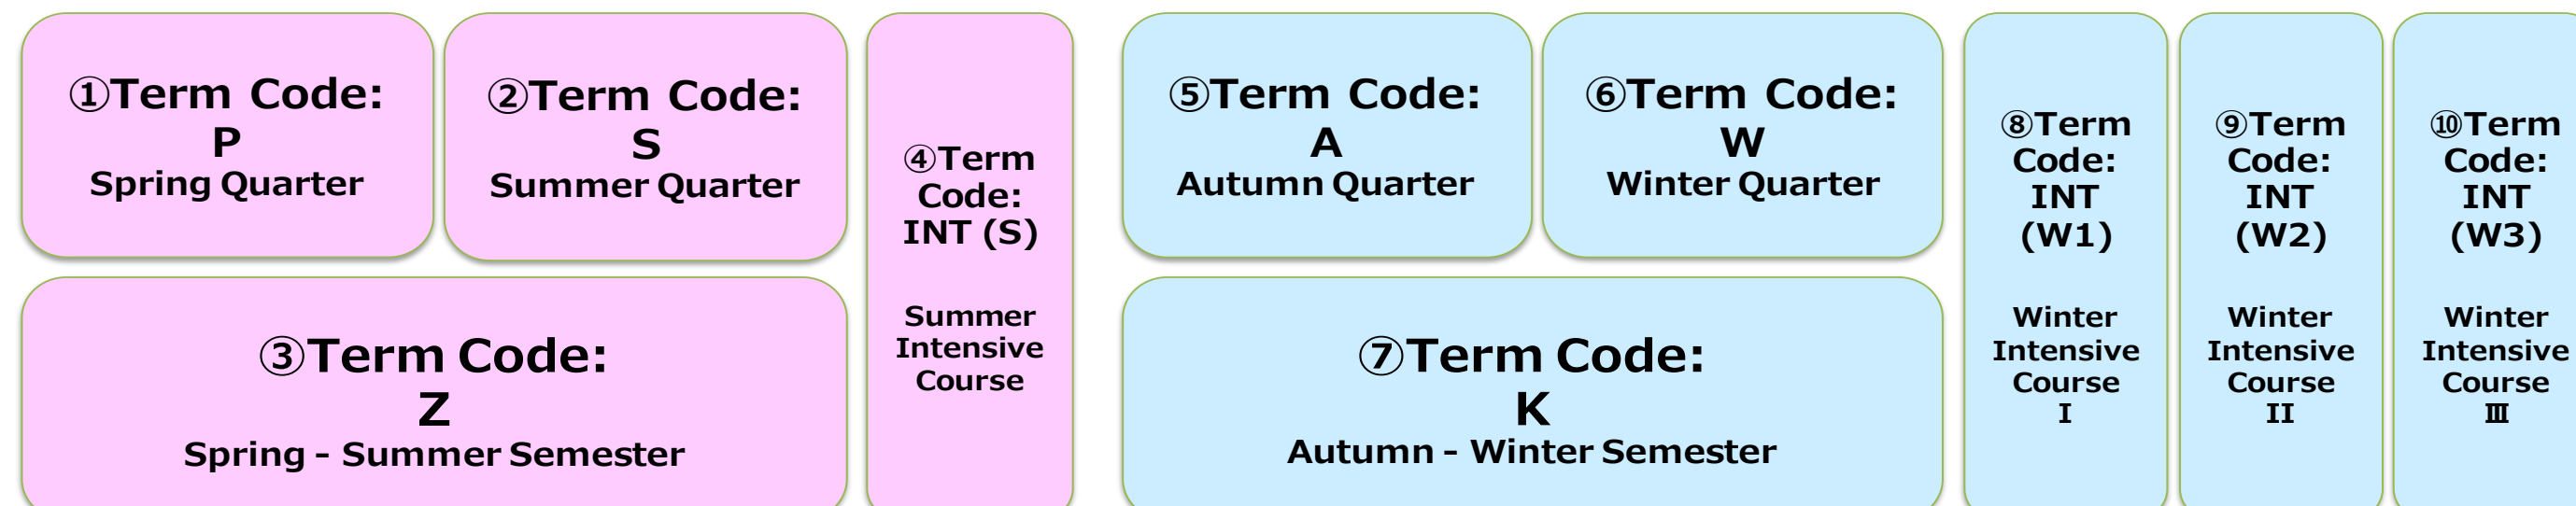 ①Term Code:
P
Spring Quarter
②Term Code:
S
Summer Quarter
③Term Code:
Z
Spring - Summer Semester
④Term
Code:
INT (S)
Summer
Intensive
Course
⑤Term Code:
A
Autumn Quarter
⑥Term Code:
W
Winter Quarter
⑦Term Code:
K
Autumn - Winter Semester
⑧Term
Code:
INT
(W1)
Winter
Intensive
Course
I
⑨Term
Code:
INT
(W2)
Winter
Intensive
Course
II
⑩Term
Code:
INT
(W3)
Winter
Intensive
Course
Ⅲ